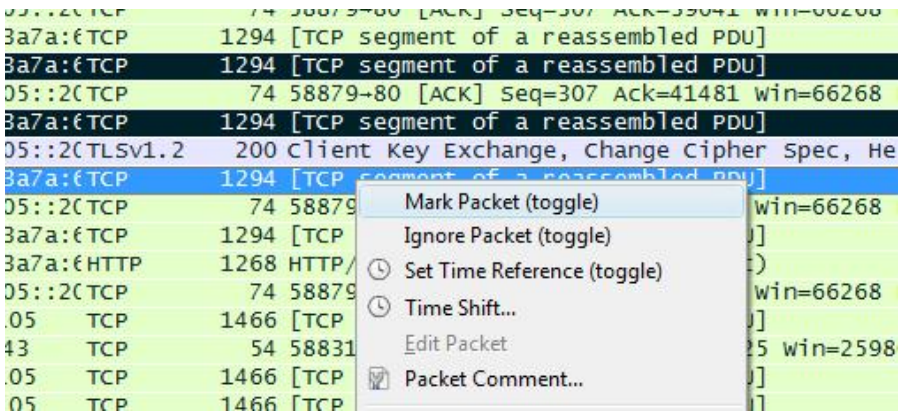 74 58879→80 [ACK] Seq=307 Ack=39041 Win=66268
3a7a:6 TCP 1294 [TCP segment of a reassembled PDU]
3a7a:6 TCP 1294 [TCP segment of a reassembled PDU]
05::20 TCP 74 58879→80 [ACK] Seq=307 Ack=41481 Win=66268
3a7a:6 TCP 1294 [TCP segment of a reassembled PDU]
05::20 TLSv1.2 200 Client Key Exchange, Change Cipher Spec, He
3a7a:6 TCP 1294 [TCP segment of a reassembled PDU]
05::20 TCP 74 58879 Mark Packet (toggle) Win=66268
3a7a:6 TCP 1294 [TCP Ignore Packet (toggle) ]
3a7a:6 HTTP 1268 HTTP/ Set Time Reference (toggle) )
05::20 TCP 74 58879 Time Shift... Win=66268
.05 TCP 1466 [TCP ]
43 TCP 54 58831 Edit Packet 25 Win=2598
.05 TCP 1466 [TCP Packet Comment... ]
.05 TCP 1466 [TCP